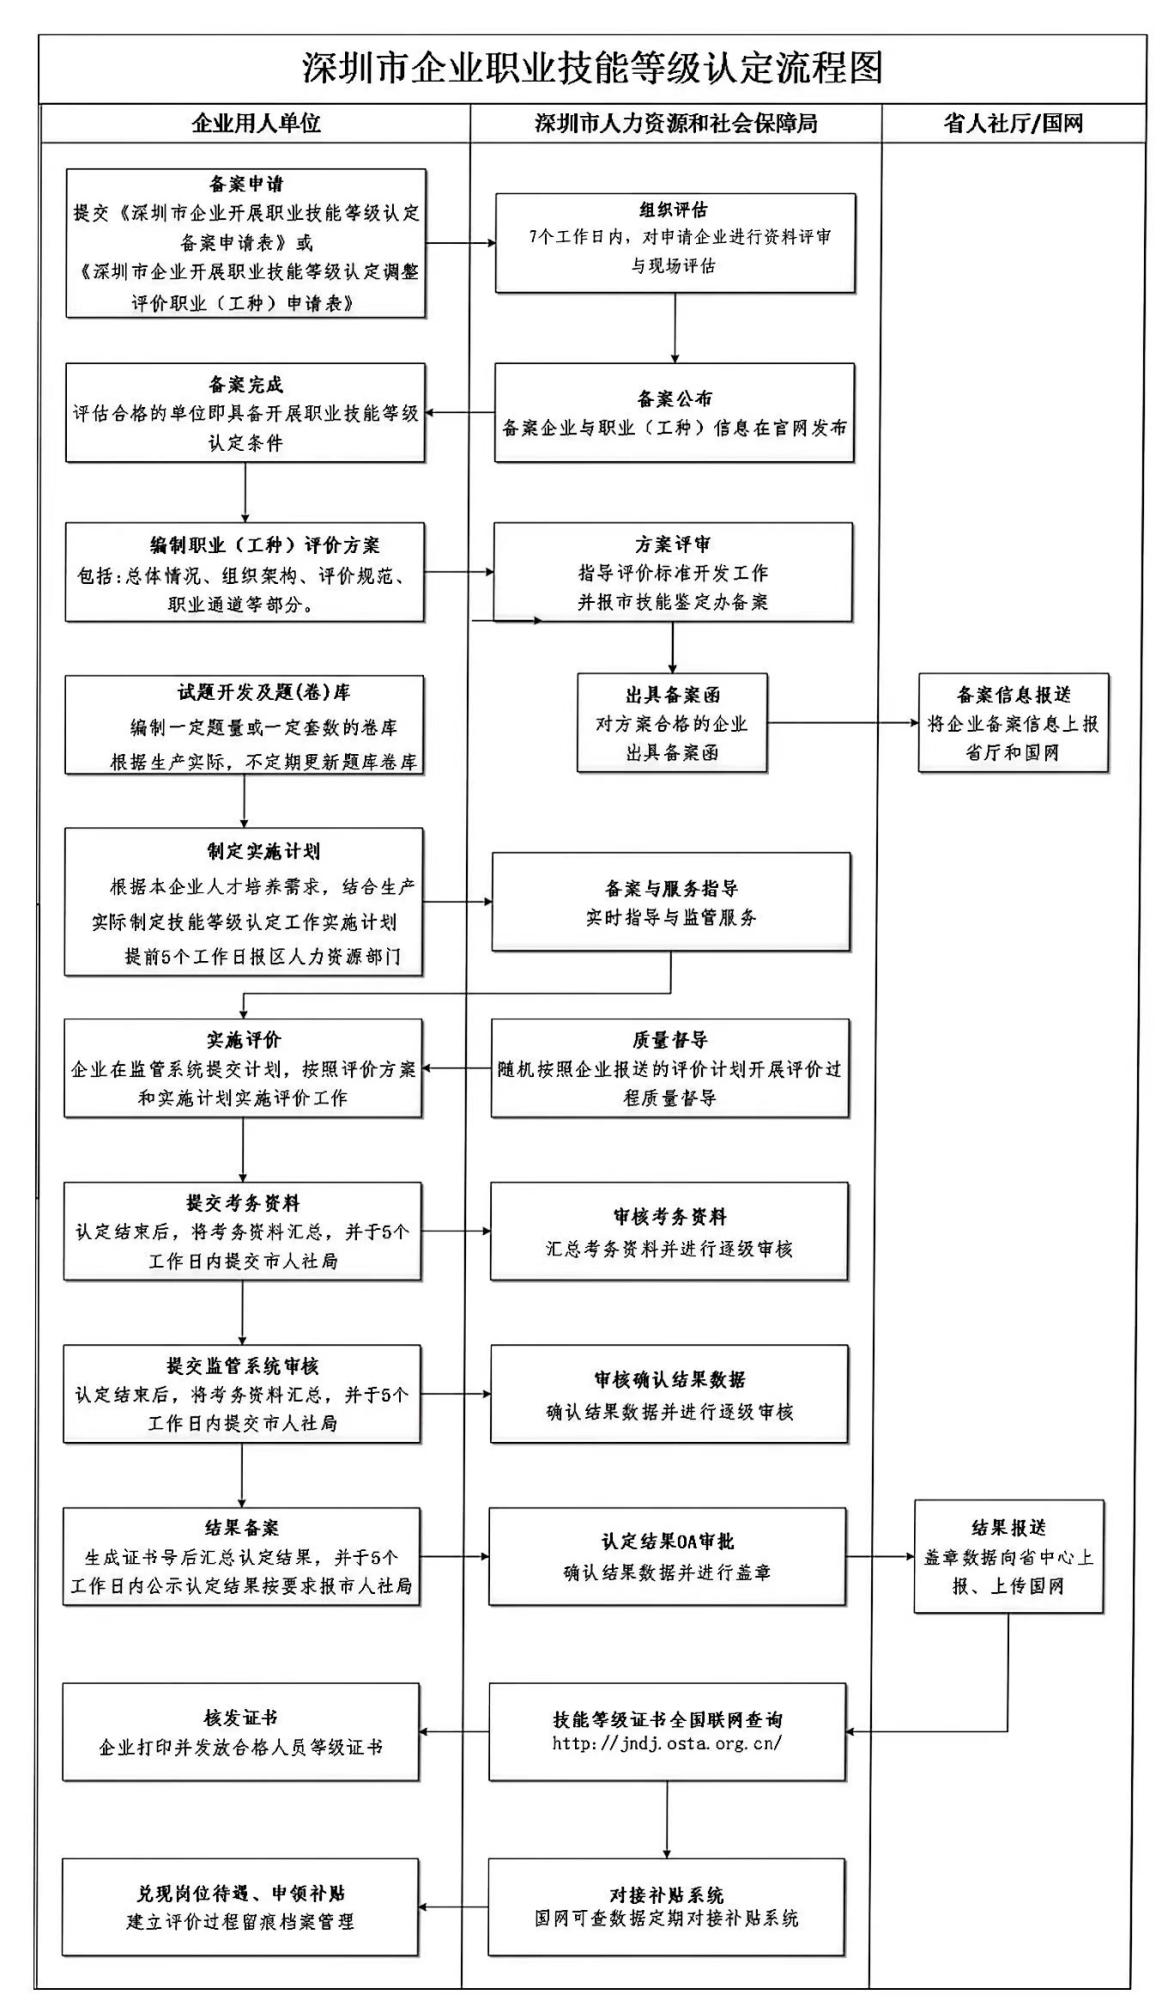 深圳市企业职业技能等级认定流程图
企业用人单位
深圳市人力资源和社会保障局
省人社厅/国网
备案申请
提交《深圳市企业开展职业技能等级认定
备案申请表》或
《深圳市企业开展职业技能等级认定调整
评价职业（工种）申请表》
组织评估
7个工作日内，对申请企业进行资料评审
与现场评估
备案完成
评估合格的单位即具备开展职业技能等级
认定条件
备案公布
备案企业与职业（工种）信息在官网发布
编制职业（工种）评价方案
包括:总体情况、组织架构、评价规范、
职业通道等部分。
方案评审
指导评价标准开发工作
并报市技能鉴定办备案
试题开发及题(卷)库
编制一定题量或一定套数的卷库
根据生产实际，不定期更新题库卷库
出具备案函
对方案合格的企业
出具备案函
备案信息报送
将企业备案信息上报
省厅和国网
制定实施计划
根据本企业人才培养需求，结合生产
实际制定技能等级认定工作实施计划
提前5个工作日报区人力资源部门
备案与服务指导
实时指导与监管服务
实施评价
企业在监管系统提交计划，按照评价方案
和实施计划实施评价工作
质量督导
随机按照企业报送的评价计划开展评价过
程质量督导
提交考务资料
认定结束后，将考务资料汇总，并于5个
工作日内提交市人社局
审核考务资料
汇总考务资料并进行逐级审核
提交监管系统审核
认定结束后，将考务资料汇总，并于5个
工作日内提交市人社局
审核确认结果数据
确认结果数据并进行逐级审核
结果备案
生成证书号后汇总认定结果，并于5个
工作日内公示认定结果按要求报市人社局
认定结果OA审批
确认结果数据并进行盖章
结果报送
盖章数据向省中心上
报、上传国网
核发证书
企业打印并发放合格人员等级证书
技能等级证书全国联网查询
http://jndj.osta.org.cn/
兑现岗位待遇、申领补贴
建立评价过程留痕档案管理
对接补贴系统
国网可查数据定期对接补贴系统